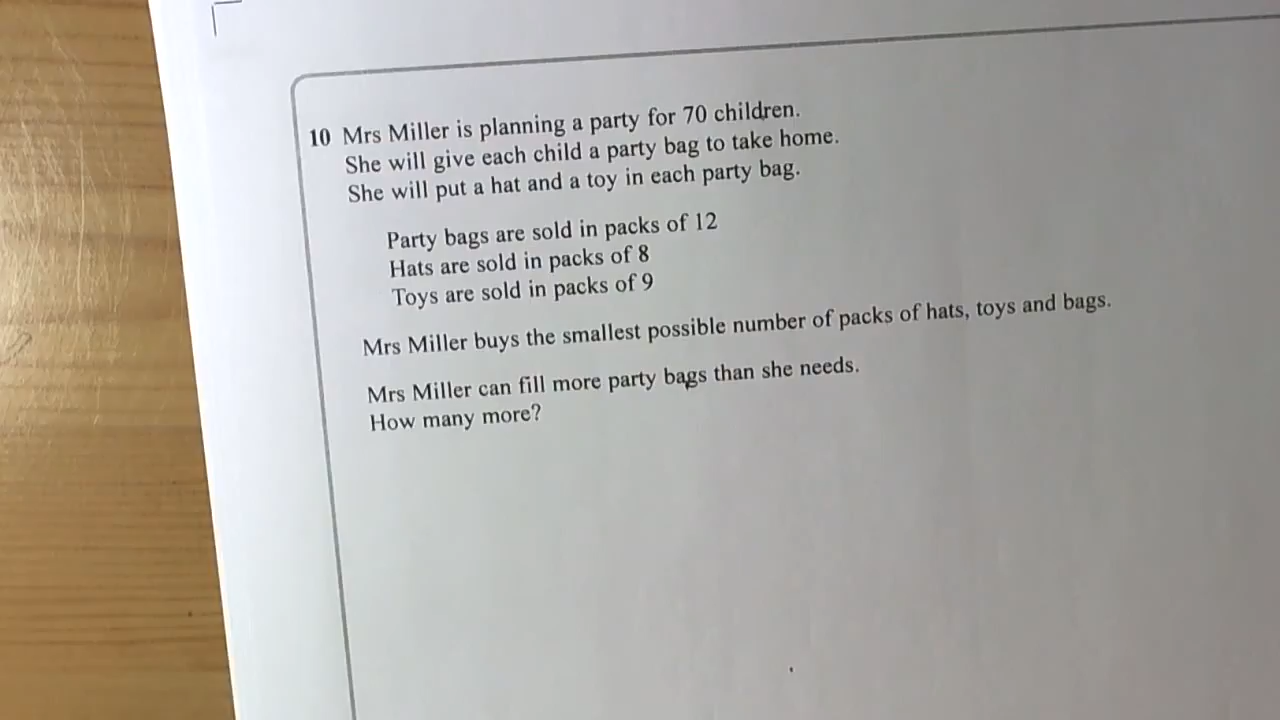 10 Mrs Miller is planning a party for 70 children.
She will give each child a party bag to take home.
She will put a hat and a toy in each party bag.
Party bags are sold in packs of 12
Hats are sold in packs of 8
Toys are sold in packs of 9
Mrs Miller buys the smallest possible number of packs of hats, toys and bags.
Mrs Miller can fill more party bags than she needs.
How many more?